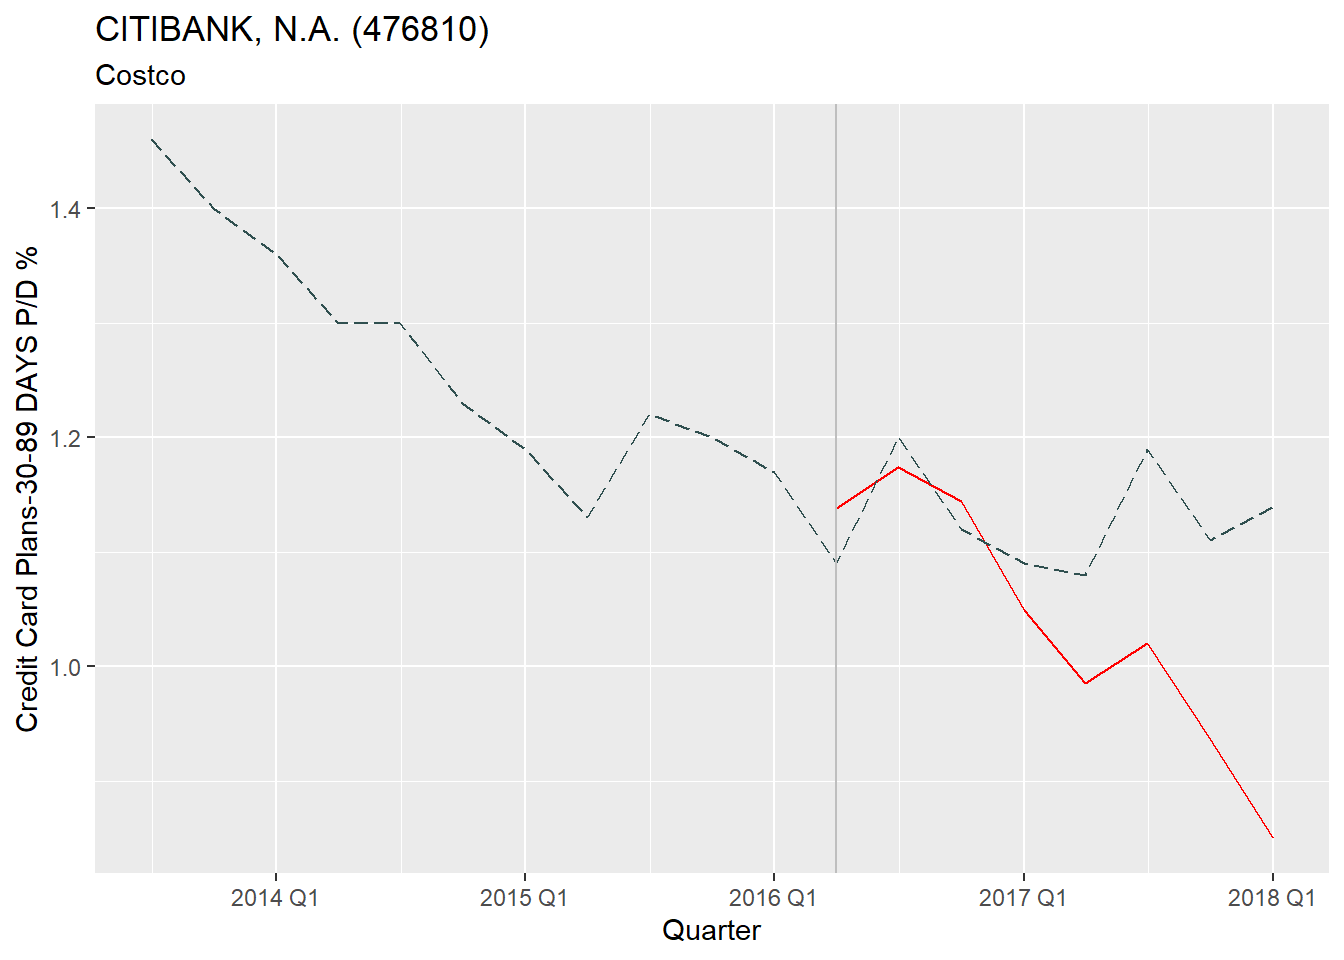 CITIBANK, N.A. (476810)
Costco
Credit Card Plans-30-89 DAYS P/D %
1.4
1.2
1.0
2014 Q1
2015 Q1
2016 Q1
2017 Q1
2018 Q1
Quarter